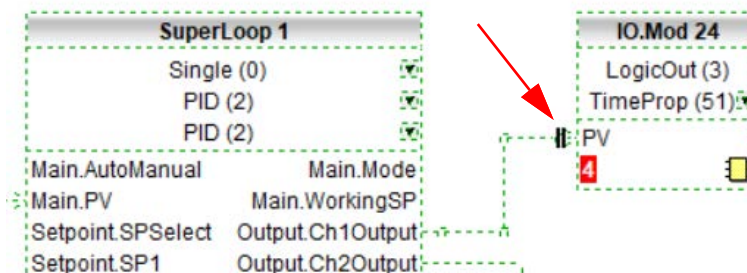 SuperLoop 1
Single (0)
PID (2)
PID (2)
Main.AutoManual Main.Mode
Main.PV Main.WorkingSP
Setpoint.SPSelect Output.Ch1Output
Setpoint.SP1 Output.Ch2Output
IO.Mod 24
LogicOut (3)
TimeProp (51)
PV
4